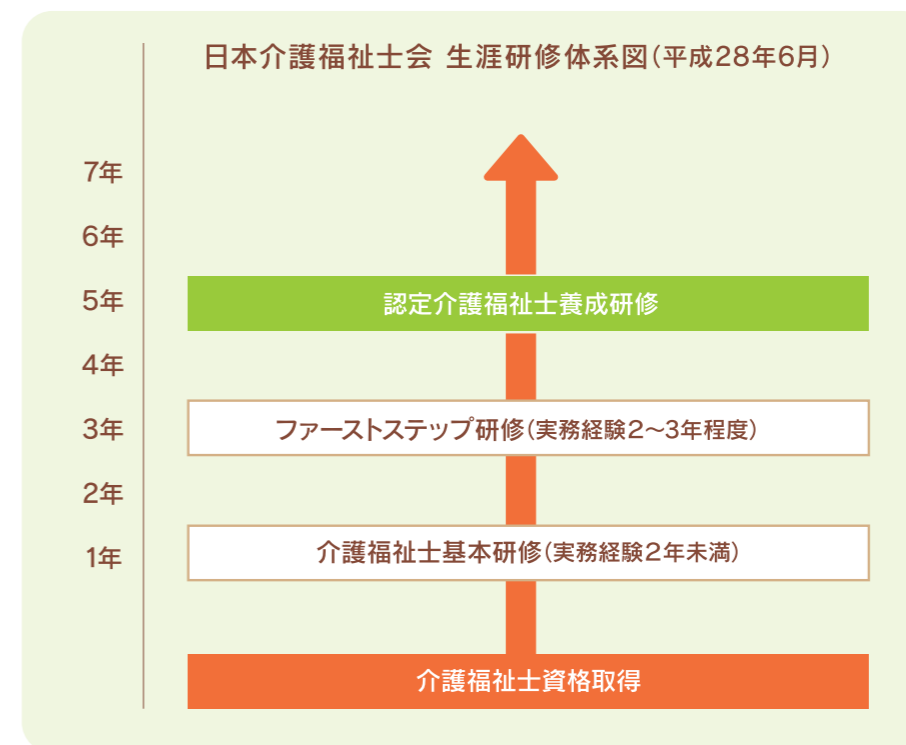 日本介護福祉士会 生涯研修体系図(平成28年6月)
7年
6年
5年
認定介護福祉士養成研修
4年
3年
ファーストステップ研修(実務経験2〜3年程度)
2年
1年
介護福祉士基本研修(実務経験2年未満)
介護福祉士資格取得